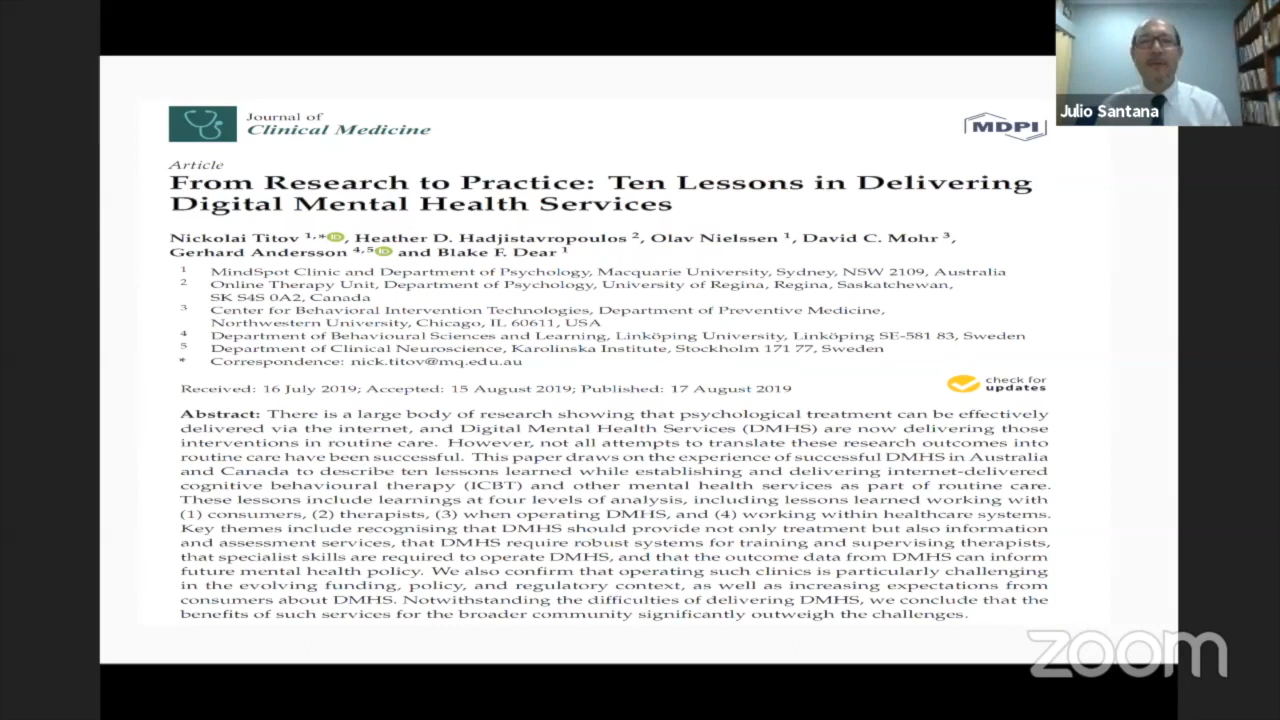 Journal of
Clinical Medicine
MDPI
Julio Santana
Article
From Research to Practice: Ten Lessons in Delivering
Digital Mental Health Services
Nickolai Titov 1,* iD, Heather D. Hadjistavropoulos 2, Olav Nielssen 1, David C. Mohr 3,
Gerhard Andersson 4,5 iD and Blake F. Dear 1
1 MindSpot Clinic and Department of Psychology, Macquarie University, Sydney, NSW 2109, Australia
2 Online Therapy Unit, Department of Psychology, University of Regina, Regina, Saskatchewan,
SK S4S 0A2, Canada
3 Center for Behavioral Intervention Technologies, Department of Preventive Medicine,
Northwestern University, Chicago, IL 60611, USA
4 Department of Behavioural Sciences and Learning, Linköping University, Linköping SE-581 83, Sweden
5 Department of Clinical Neuroscience, Karolinska Institute, Stockholm 171 77, Sweden
* Correspondence: nick.titov@mq.edu.au
Received: 16 July 2019; Accepted: 15 August 2019; Published: 17 August 2019
check for
updates
Abstract: There is a large body of research showing that psychological treatment can be effectively
delivered via the internet, and Digital Mental Health Services (DMHS) are now delivering those
interventions in routine care. However, not all attempts to translate these research outcomes into
routine care have been successful. This paper draws on the experience of successful DMHS in Australia
and Canada to describe ten lessons learned while establishing and delivering internet-delivered
cognitive behavioural therapy (ICBT) and other mental health services as part of routine care.
These lessons include learnings at four levels of analysis, including lessons learned working with
(1) consumers, (2) therapists, (3) when operating DMHS, and (4) working within healthcare systems.
Key themes include recognising that DMHS should provide not only treatment but also information
and assessment services, that DMHS require robust systems for training and supervising therapists,
that specialist skills are required to operate DMHS, and that the outcome data from DMHS can inform
future mental health policy. We also confirm that operating such clinics is particularly challenging
in the evolving funding, policy, and regulatory context, as well as increasing expectations from
consumers about DMHS. Notwithstanding the difficulties of delivering DMHS, we conclude that the
benefits of such services for the broader community significantly outweigh the challenges.
zoom